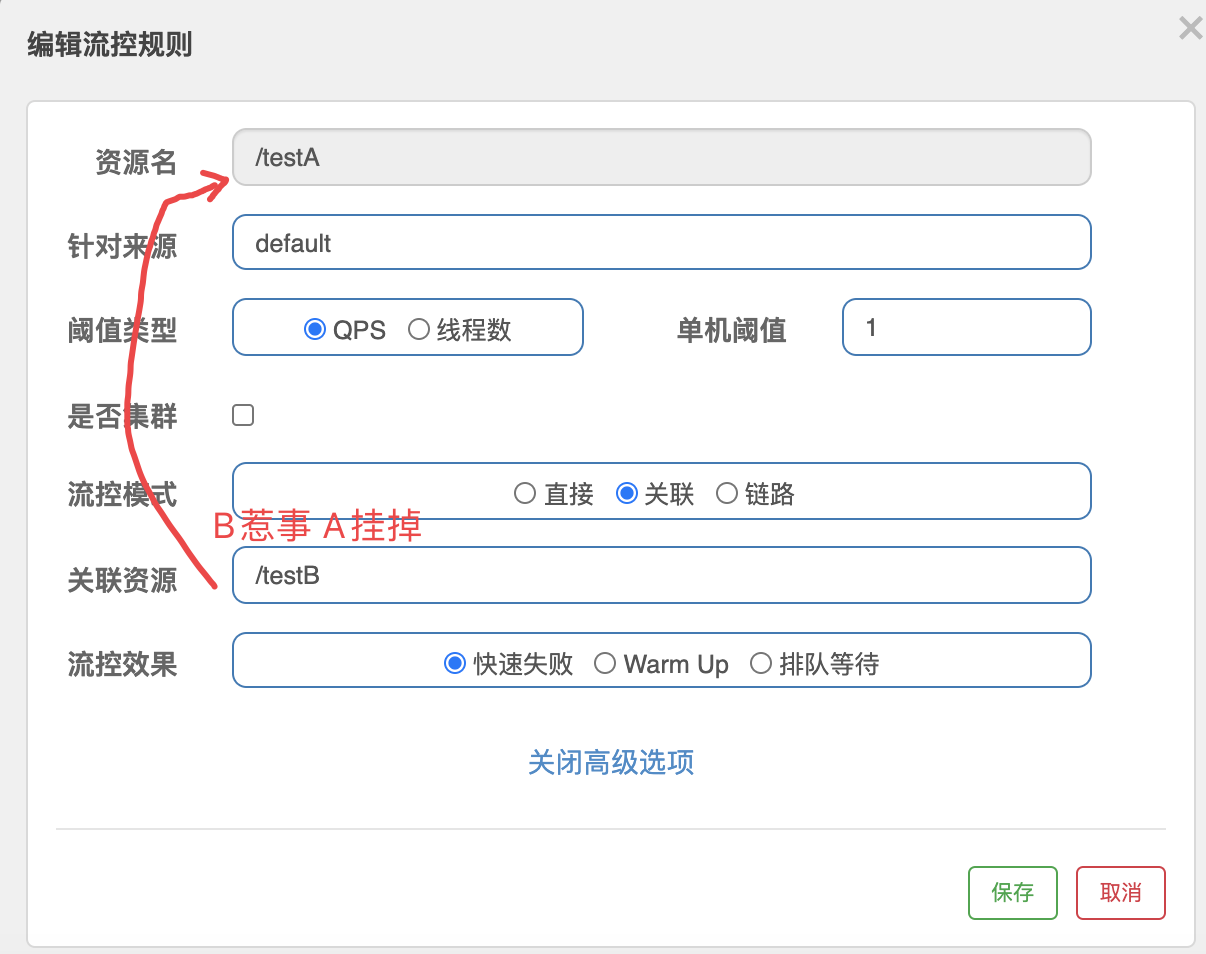 编辑流控规则
×
资源名 /testA
针对来源 default
阈值类型 QPS 线程数 单机阈值 1
是否集群
流控模式 直接 关联 链路
B惹事 A挂掉
关联资源 /testB
流控效果 快速失败 Warm Up 排队等待
关闭高级选项
保存 取消